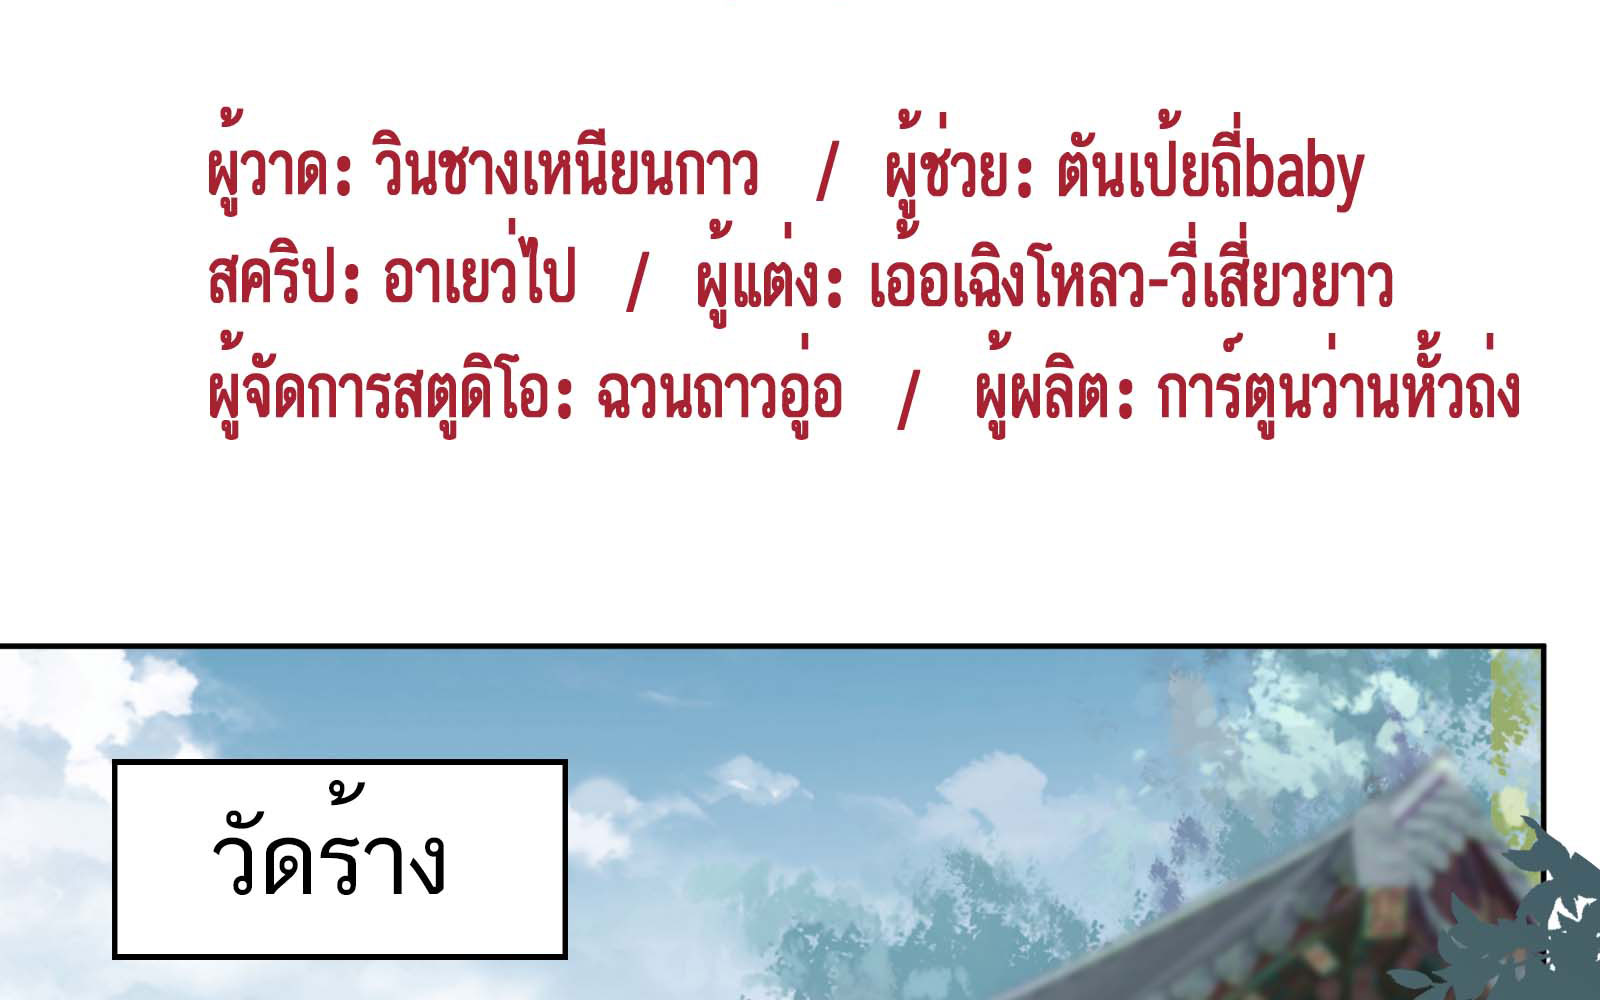 ผู้วาด: วินชางเหนียนกาว / ผู้ช่วย: ตันเป้ยถี่baby
สคริป: อาเยว่ไป / ผู้แต่ง: เอ้อเฉิงโหลว-วี่เสี่ยวยาว
ผู้จัดการสตูดิโอ: ฉวนถาวอู่อ / ผู้ผลิต: การ์ตูนว่านหั้วถ่ง
วัดร้าง